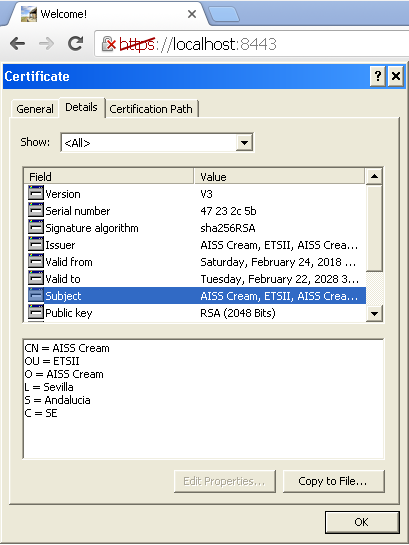 Welcome!
https://localhost:8443
Certificate
General Details Certification Path
Show: <All>
Field Value
Version V3
Serial number 47 23 2c 5b
Signature algorithm sha256RSA
Issuer AISS Cream, ETSII, AISS Crea...
Valid from Saturday, February 24, 2018 ...
Valid to Tuesday, February 22, 2028 3...
Subject AISS Cream, ETSII, AISS Crea...
Public key RSA (2048 Bits)
CN = AISS Cream
OU = ETSII
O = AISS Cream
L = Sevilla
S = Andalucia
C = SE
Edit Properties... Copy to File...
OK